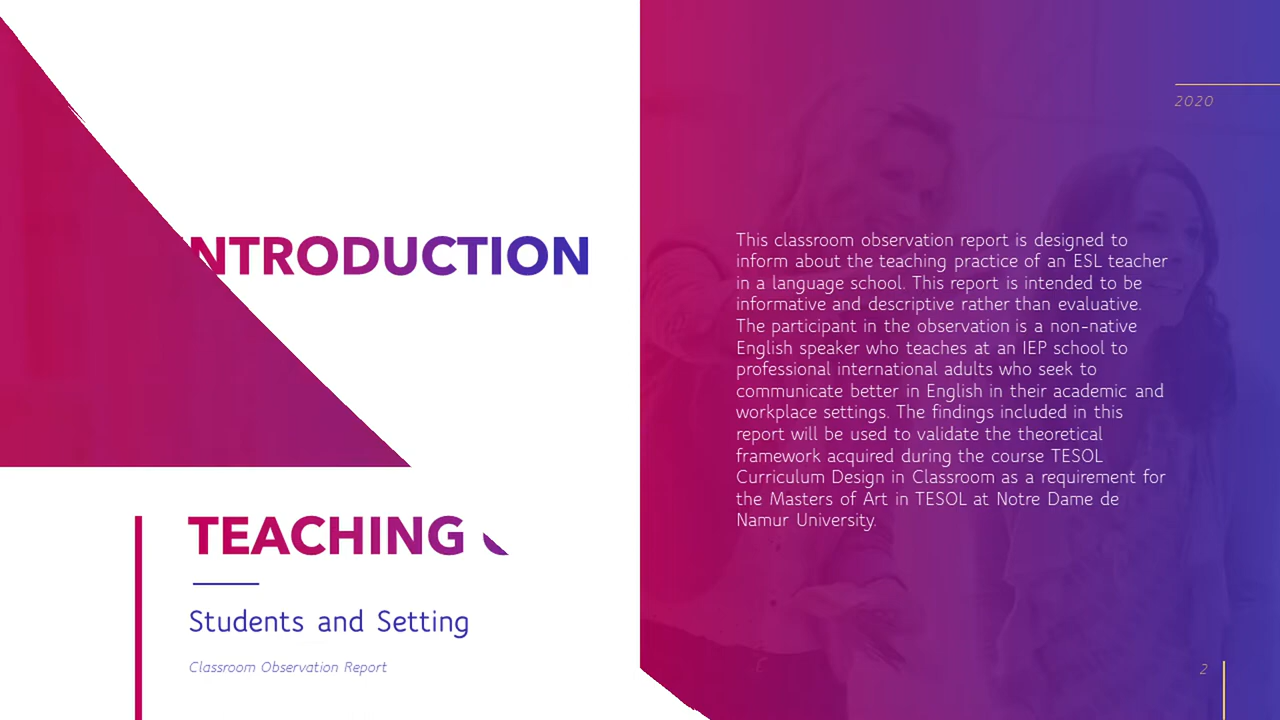 INTRODUCTION
TEACHING
Students and Setting
Classroom Observation Report
2020
This classroom observation report is designed to
inform about the teaching practice of an ESL teacher
in a language school. This report is intended to be
informative and descriptive rather than evaluative.
The participant in the observation is a non-native
English speaker who teaches at an IEP school to
professional international adults who seek to
communicate better in English in their academic and
workplace settings. The findings included in this
report will be used to validate the theoretical
framework acquired during the course TESOL
Curriculum Design in Classroom as a requirement for
the Masters of Art in TESOL at Notre Dame de
Namur University.
2